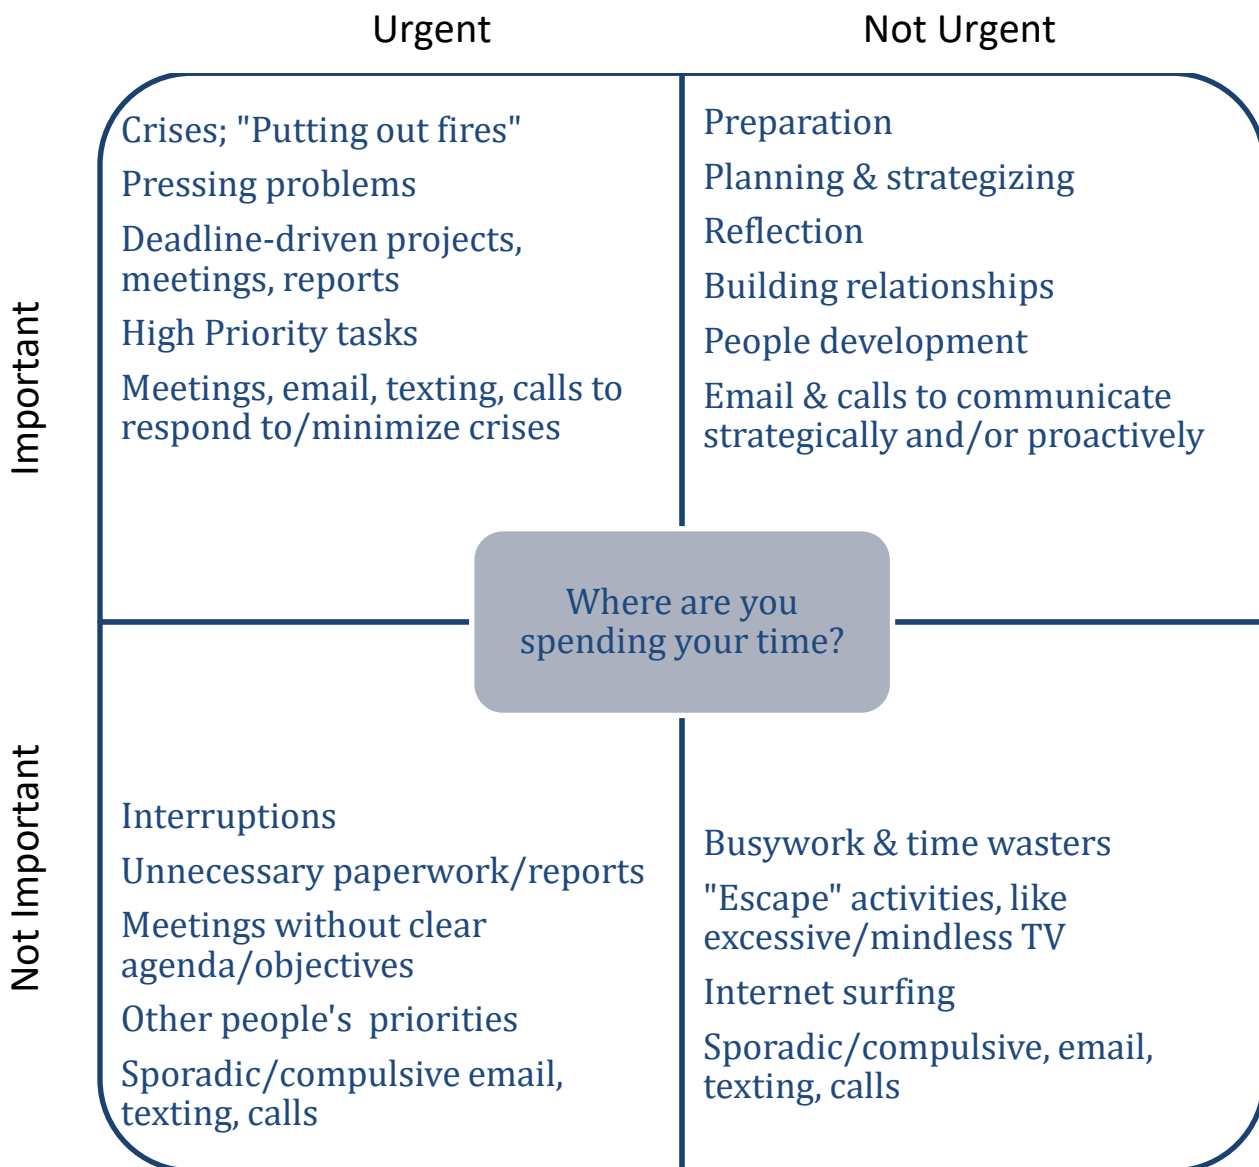 Urgent
Not Urgent
Important
Crises; "Putting out fires"
Pressing problems
Deadline-driven projects,
meetings, reports
High Priority tasks
Meetings, email, texting, calls to
respond to/minimize crises
Preparation
Planning & strategizing
Reflection
Building relationships
People development
Email & calls to communicate
strategically and/or proactively
Where are you
spending your time?
Not Important
Interruptions
Unnecessary paperwork/reports
Meetings without clear
agenda/objectives
Other people's  priorities
Sporadic/compulsive email,
texting, calls
Busywork & time wasters
"Escape" activities, like
excessive/mindless TV
Internet surfing
Sporadic/compulsive, email,
texting, calls